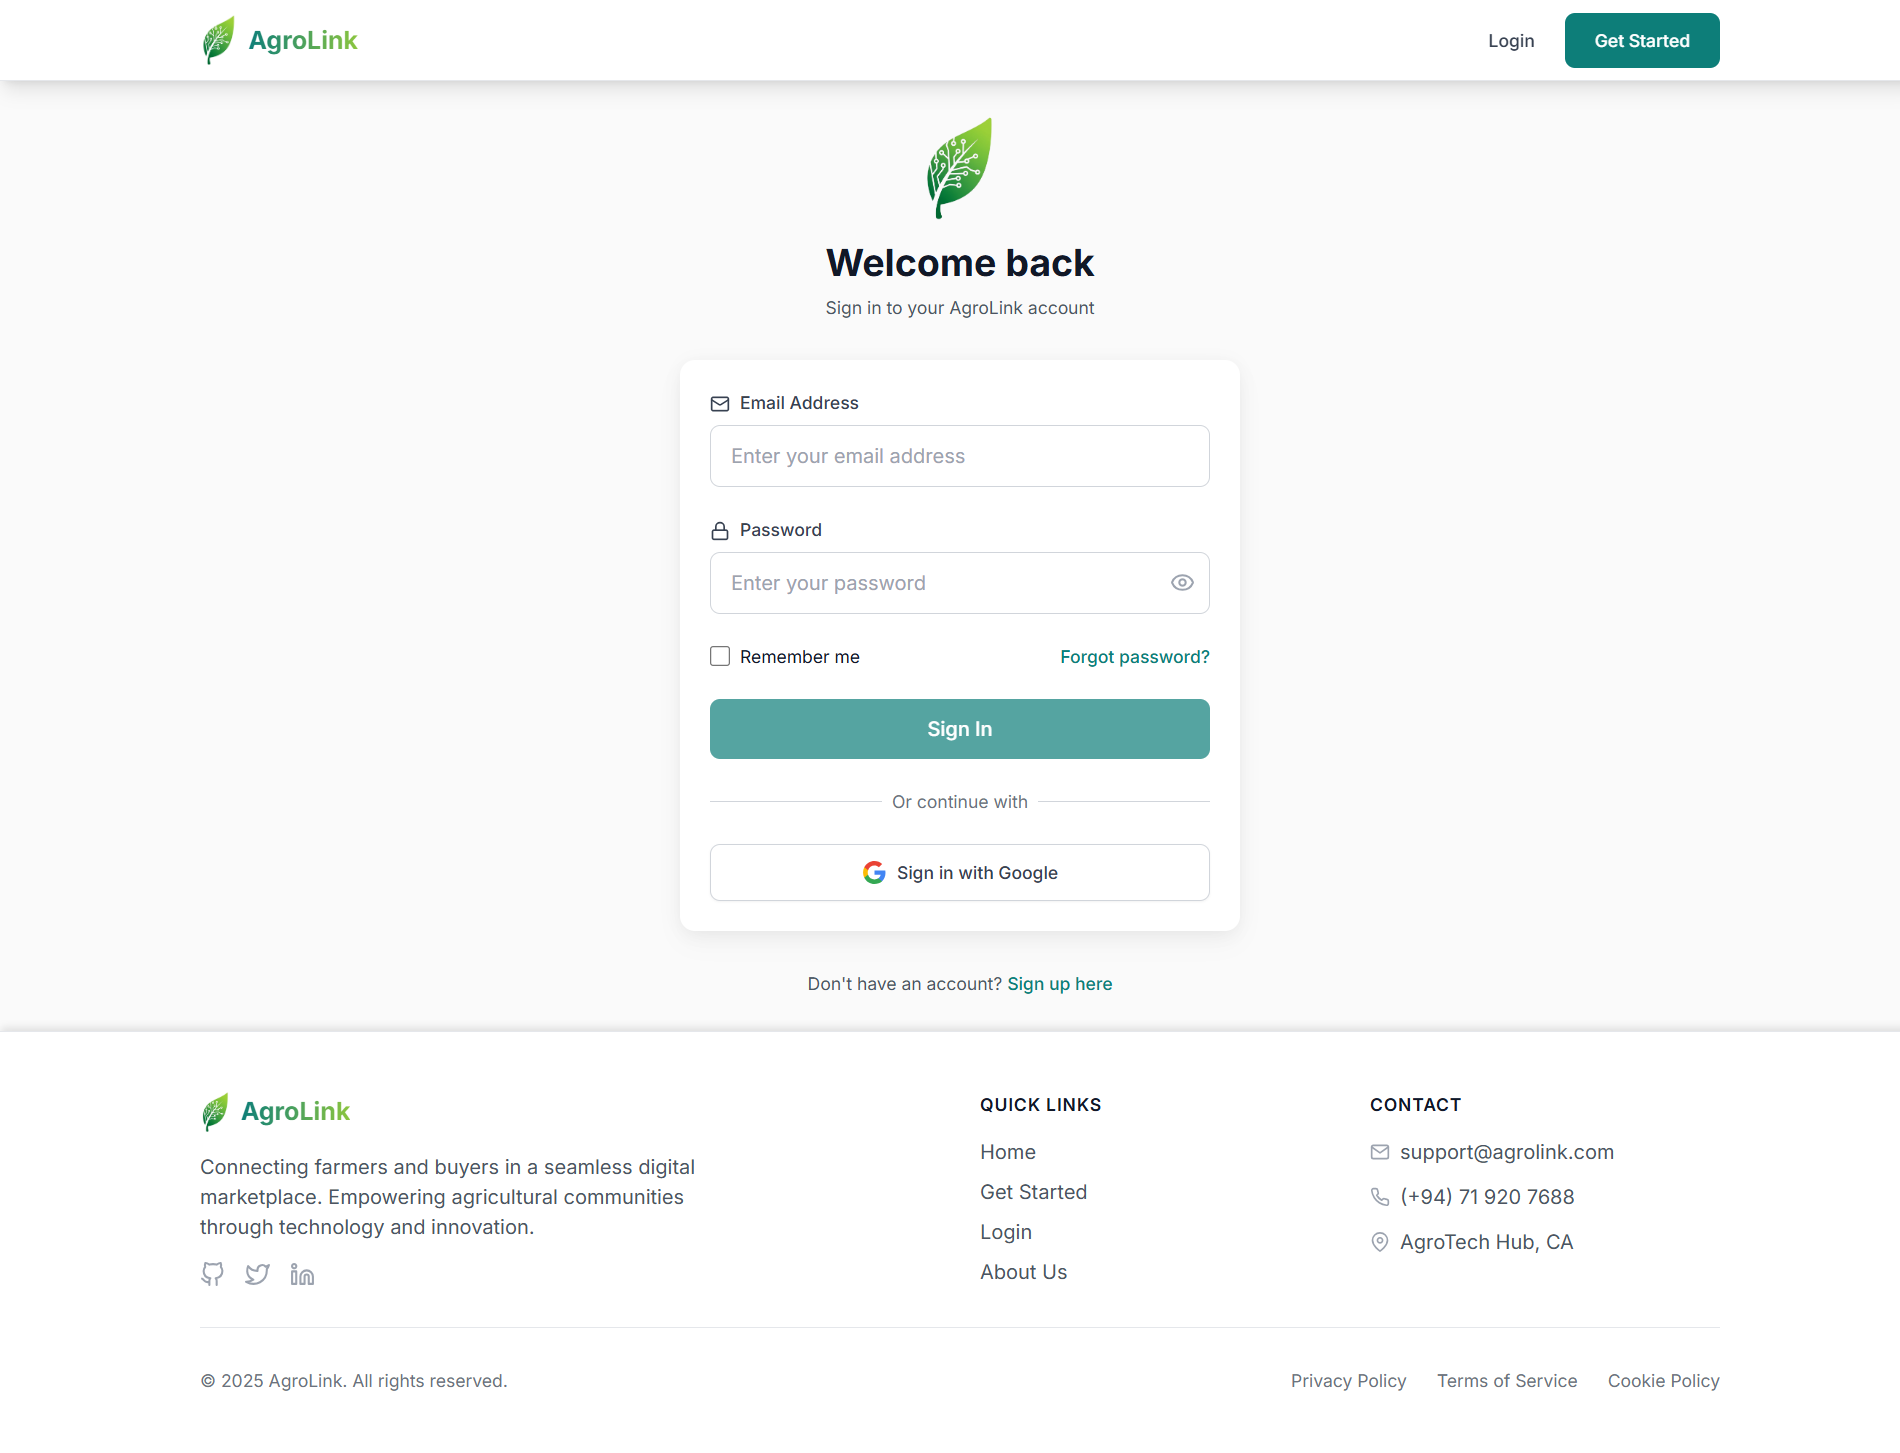 AgroLink
Login
Get Started
Welcome back
Sign in to your AgroLink account
Email Address
Enter your email address
Password
Enter your password
Remember me
Forgot password?
Sign In
Or continue with
Sign in with Google
Don't have an account? Sign up here
AgroLink
Connecting farmers and buyers in a seamless digital
marketplace. Empowering agricultural communities
through technology and innovation.
QUICK LINKS
Home
Get Started
Login
About Us
CONTACT
support@agrolink.com
(+94) 71 920 7688
AgroTech Hub, CA
© 2025 AgroLink. All rights reserved.
Privacy Policy
Terms of Service
Cookie Policy